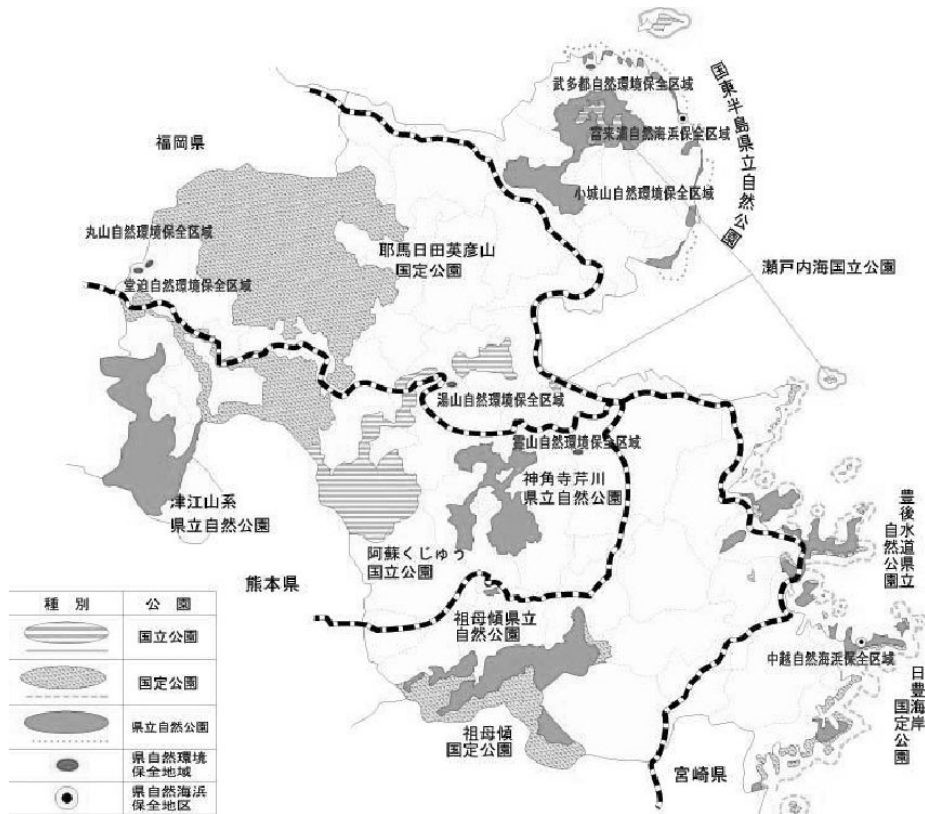 武多都自然環境保全区域
国東半島県立自然公園
富来浦自然海浜保全区域
福岡県
小城山自然環境保全区域
丸山自然環境保全区域
耶馬日田英彦山
国定公園
瀬戸内海国立公園
堂迫自然環境保全区域
湯山自然環境保全区域
霊山自然環境保全区域
神角寺芹川
県立自然公園
津江山系
県立自然公園
豊後水道県立
自然公園
阿蘇くじゅう
国立公園
熊本県
祖母傾県立
自然公園
中越自然海浜保全区域
日豊海岸
国定公園
祖母傾
国定公園
宮崎県
種 別
公 園
国立公園
国定公園
県立自然公園
県自然環境
保全地域
県自然海浜
保全地区